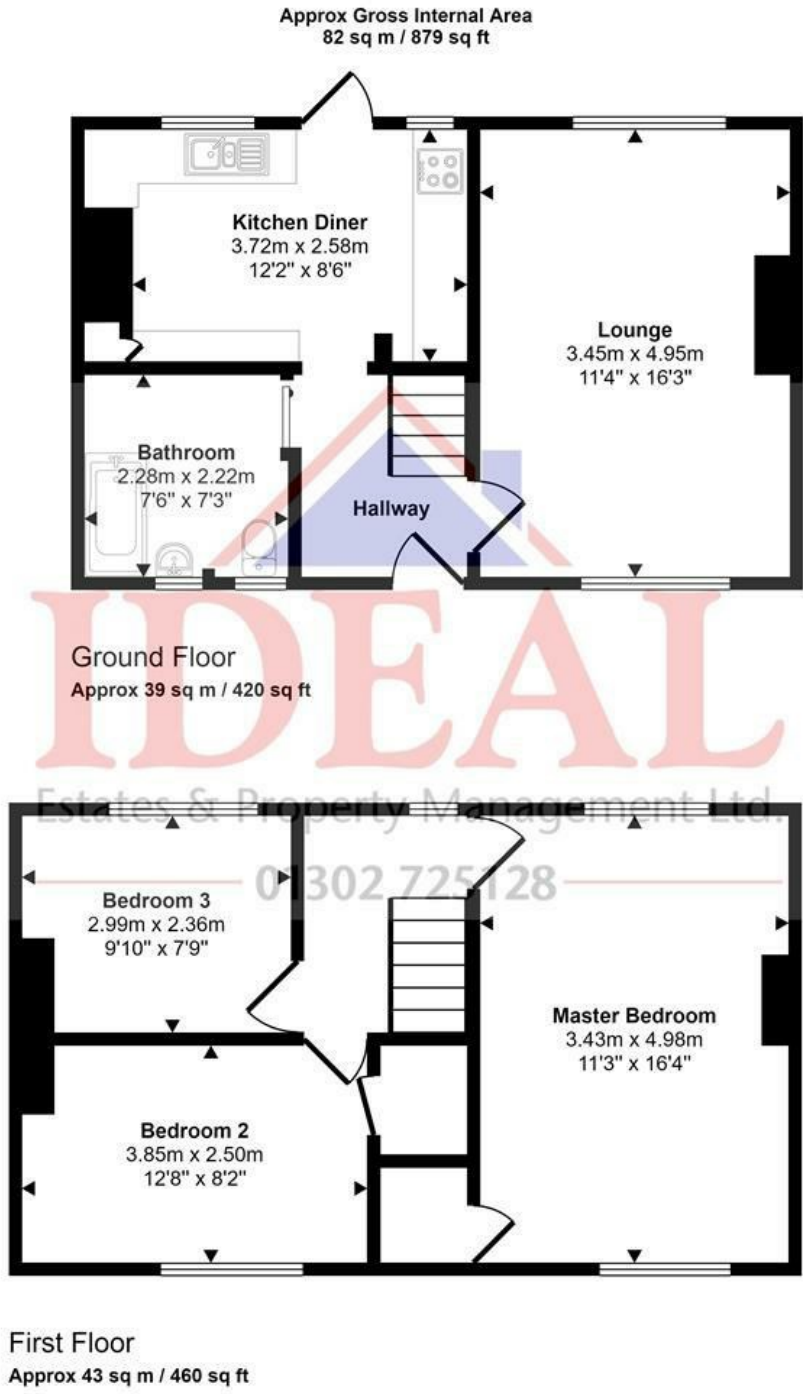 Approx Gross Internal Area
82 sq m / 879 sq ft
Kitchen Diner
3.72m x 2.58m
12'2" x 8'6"
Lounge
3.45m x 4.95m
11'4" x 16'3"
Bathroom
2.28m x 2.22m
7'6" x 7'3"
Hallway
Ground Floor
Approx 39 sq m / 420 sq ft
IDEAL
Estates & Property Management Ltd.
01302 725128
Bedroom 3
2.99m x 2.36m
9'10" x 7'9"
Master Bedroom
3.43m x 4.98m
11'3" x 16'4"
Bedroom 2
3.85m x 2.50m
12'8" x 8'2"
First Floor
Approx 43 sq m / 460 sq ft